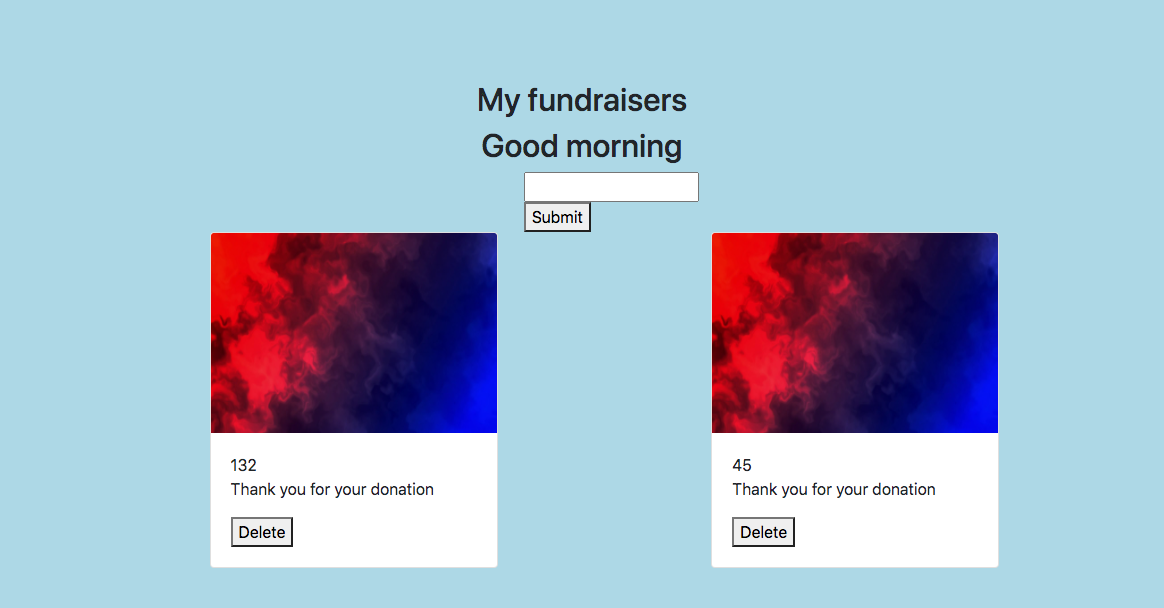 My fundraisers
Good morning
Submit
132
Thank you for your donation
Delete
45
Thank you for your donation
Delete